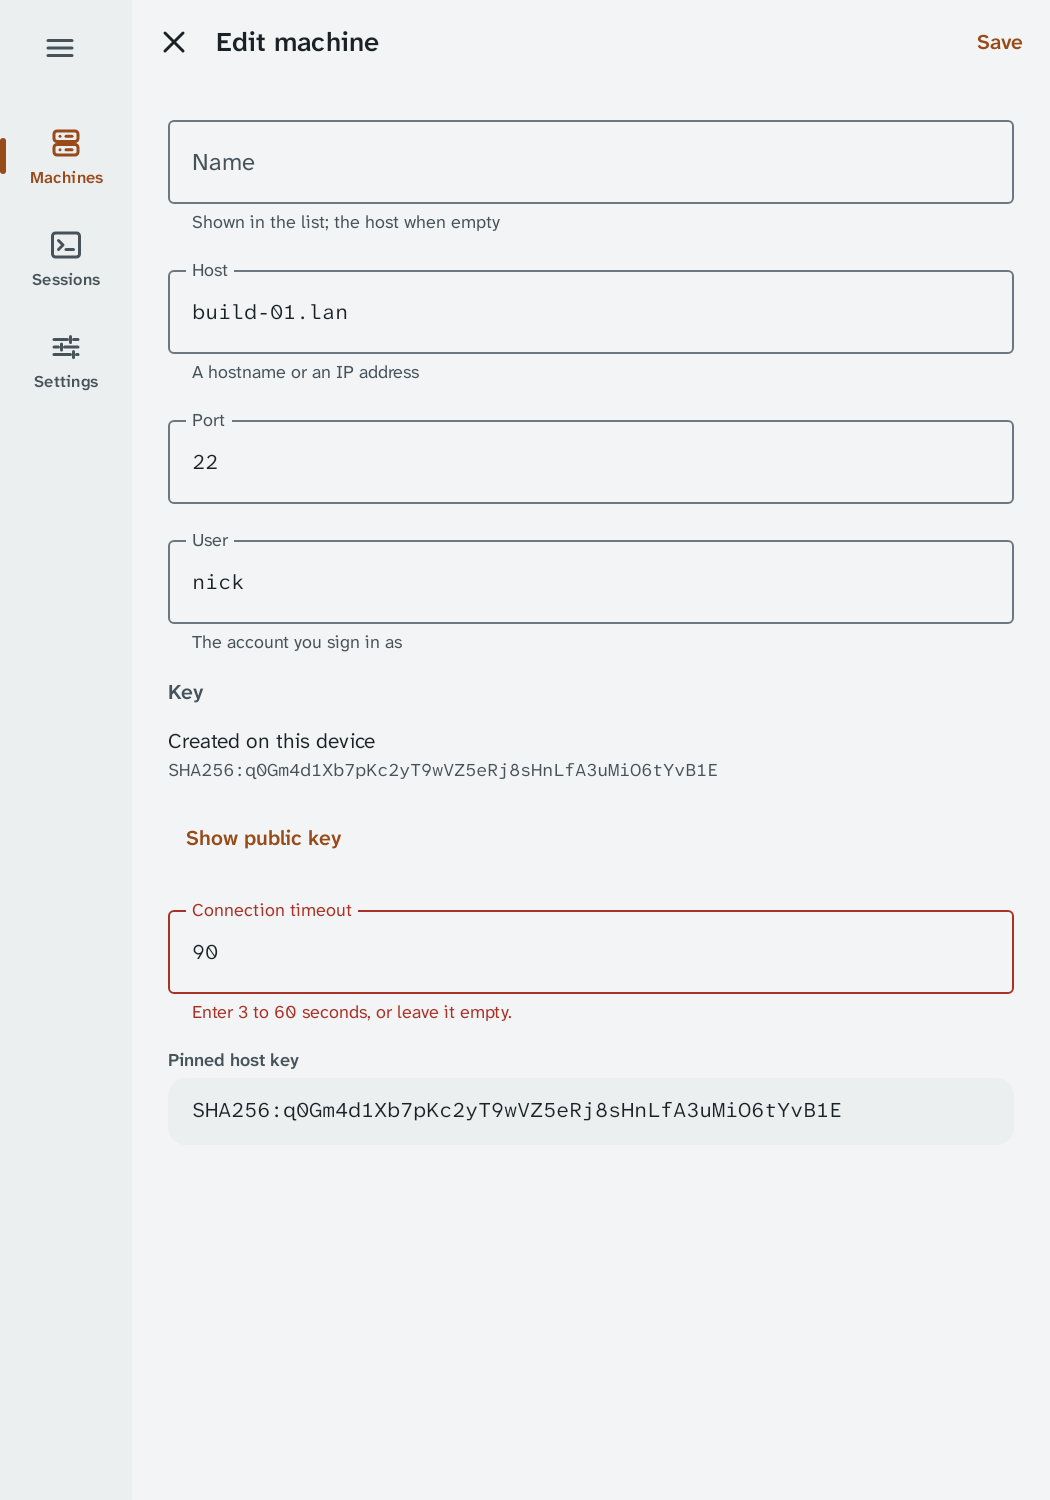 Edit machine
Save
Machines
Sessions
Settings
Name
Shown in the list; the host when empty
Host
build-01.lan
A hostname or an IP address
Port
22
User
nick
The account you sign in as
Key
Created on this device
SHA256:q0Gm4d1Xb7pKc2yT9wVZ5eRj8sHnLfA3uMiO6tYvB1E
Show public key
Connection timeout
90
Enter 3 to 60 seconds, or leave it empty.
Pinned host key
SHA256:q0Gm4d1Xb7pKc2yT9wVZ5eRj8sHnLfA3uMiO6tYvB1E